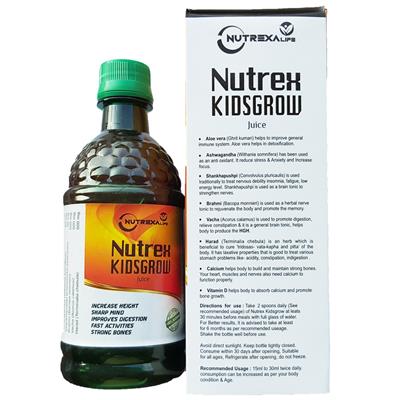 NUTREXALIFE
Nutrex
KIDSGROW
Juice
• Aloe vera (Ghrit kumari) helps to improve general
immune system. Aloe vera helps in detoxification.
• Ashwagandha (Withania somnifera) has been used
as an anti oxidant. It reduce stress & Anxiety and Increase
focus.
• Shankhapushpi (Convolvulus pluricaulis) is used
traditionally to treat nervous debility insomnia, fatigue, low
energy level. Shankhapushpi is used as a brain tonic to
strengthen nerves.
• Brahmi (Bacopa monnieri) is used as a herbal nerve
tonic to rejuvenate the body and promote the memory
• Vacha (Acorus calamus) is used to promote digestion,
relieve constipation & it is a general brain tonic, helps
body to produce the HGH.
• Harad (Terminalia chebula) is an herb which is
beneficial to cure 'tridosas- vata-kapha and pitta' of the
body. It has laxative properties that is good to treat various
stomach problems like- acidity, constipation, indigestion .
• Calcium helps body to build and maintain strong bones.
Your heart, muscles and nerves also need calcium to
function properly.
• Vitamin D helps body to absorb calcium and promote
bone growth.
Directions for use : Take 2 spoons daily (See
recommended usage) of Nutrex Kidsgrow at leats
30 minutes before meals with full glass of water.
For Better results, It is advised to take at least
for 6 months as per recommended usage.
Shake the bottle well before use.
Avoid direct sunlight. Keep bottle tightly closed.
Consume within 30 days after opening, Suitable
for all ages, Refrigerate after opening, do not freeze.
Recommended Usage : 15ml to 30ml twice daily.
consumption can be increased as per your body
condition & Age.
NUTREXALIFE
Nutrex
KIDSGROW
Juice
INCREASE HEIGHT
SHARP MIND
IMPROVES DIGESTION
FAST ACTIVITIES
STRONG BONES